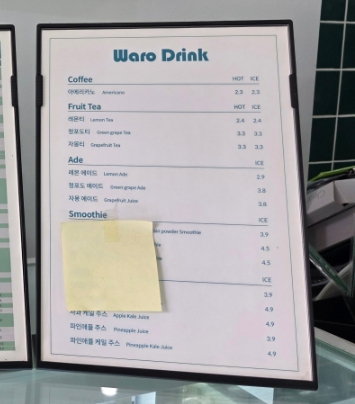 Waro Drink
Coffee HOT ICE
아메리카노 Americano 2.3 2.3
Fruit Tea HOT ICE
레몬티 Lemon Tea 2.4 2.4
청포도티 Green grape Tea 3.3 3.3
자몽티 Grapefruit Tea 3.3 3.3
Ade ICE
레몬 에이드 Lemon Ade 2.9
청포도 에이드 Green grape Ade 3.8
자몽 에이드 Grapefruit Juice 3.8
Smoothie ICE
powder Smoothie 3.9
4.5
4.5
ICE
3.9
사과 케일 주스 Apple Kale Juice 4.9
파인애플 주스 Pineapple Juice 4.9
파인애플 케일 주스 Pineapple Kale Juice 4.9